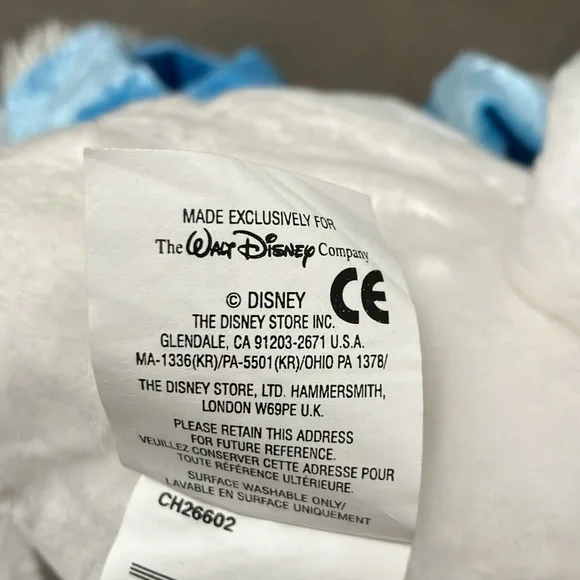 MADE EXCLUSIVELY FOR
The WALT DISNEY Company
© DISNEY
CE
THE DISNEY STORE INC.
GLENDALE, CA 91203-2671 U.S.A.
MA-1336(KR)/PA-5501(KR)/OHIO PA 1378/
THE DISNEY STORE, LTD. HAMMERSMITH,
LONDON W69PE U.K.
PLEASE RETAIN THIS ADDRESS
FOR FUTURE REFERENCE.
VEUILLEZ CONSERVER CETTE ADRESSE POUR
TOUTE RÉFÉRENCE ULTÉRIEURE.
SURFACE WASHABLE ONLY/
LAVABLE EN SURFACE UNIQUEMENT
CH26602